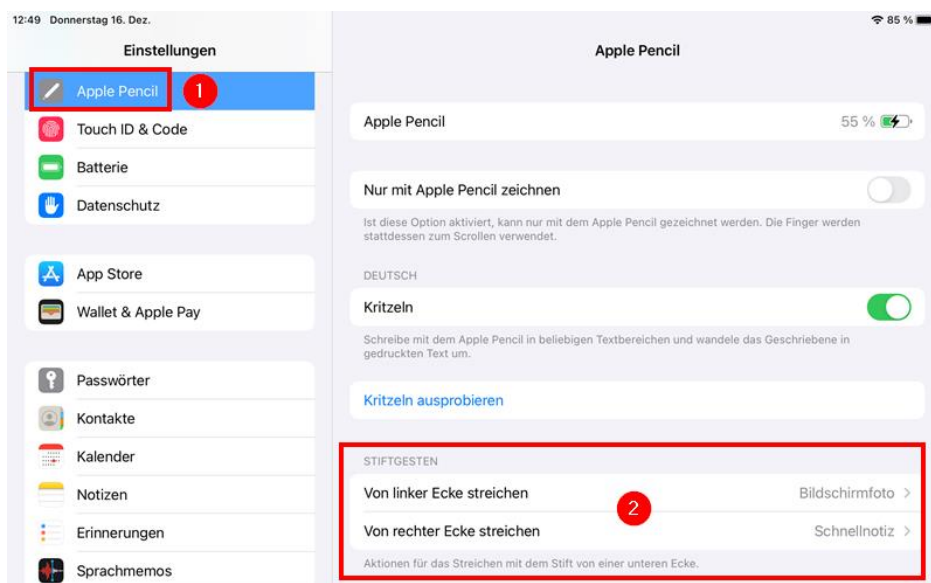 12:49 Donnerstag 16. Dez.
85 %
Einstellungen
Apple Pencil
1
Touch ID & Code
Batterie
Datenschutz
App Store
Wallet & Apple Pay
Passwörter
Kontakte
Kalender
Notizen
Erinnerungen
Sprachmemos
Apple Pencil
Apple Pencil 55 %
Nur mit Apple Pencil zeichnen
Ist diese Option aktiviert, kann nur mit dem Apple Pencil gezeichnet werden. Die Finger werden
stattdessen zum Scrollen verwendet.
DEUTSCH
Kritzeln
Schreibe mit dem Apple Pencil in beliebigen Textbereichen und wandele das Geschriebene in
gedruckten Text um.
Kritzeln ausprobieren
STIFTGESTEN
Von linker Ecke streichen Bildschirmfoto >
2
Von rechter Ecke streichen Schnellnotiz >
Aktionen für das Streichen mit dem Stift von einer unteren Ecke.